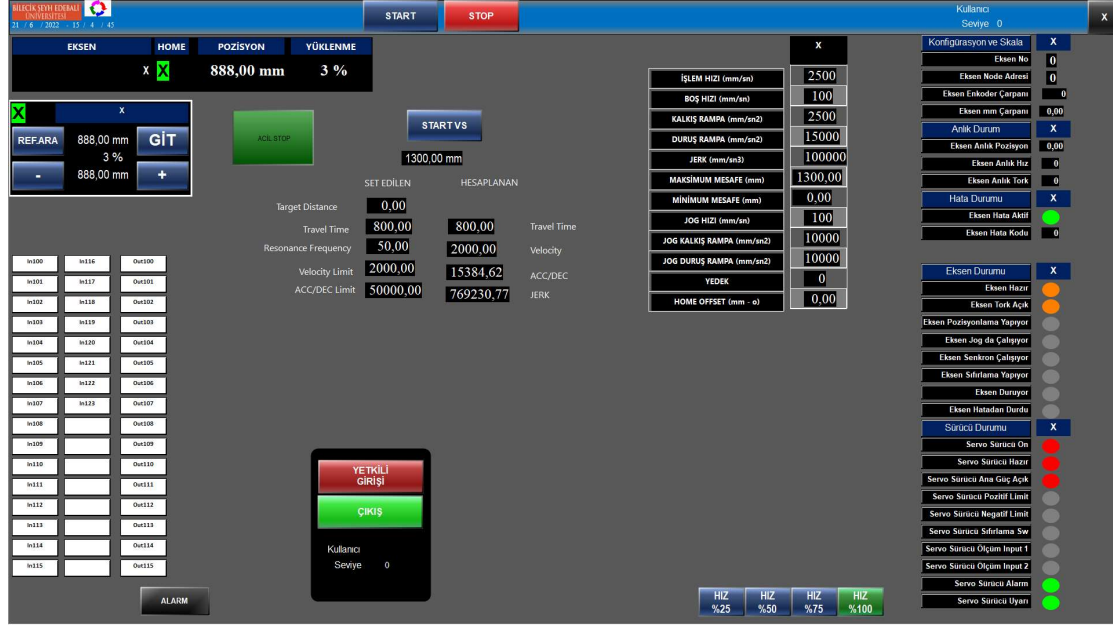 BİLECİK ŞEYH EDEBALİ
ÜNİVERSİTESİ
21 / 6 / 2022 - 15 / 4 / 45
START
STOP
Kullanıcı
Seviye 0
X
EKSEN HOME POZİSYON YÜKLENME
X X 888,00 mm 3 %
X X
REF.ARA 888,00 mm GİT
3 %
- 888,00 mm +
ACİL STOP
START VS
1300,00 mm
SET EDİLEN HESAPLANAN
Target Distance 0,00
Travel Time 800,00 800,00 Travel Time
Resonance Frequency 50,00 2000,00 Velocity
Velocity Limit 2000,00 15384,62 ACC/DEC
ACC/DEC Limit 50000,00 769230,77 JERK
X
İŞLEM HIZI (mm/sn) 2500
BOŞ HIZI (mm/sn) 100
KALKIŞ RAMPA (mm/sn2) 2500
DURUŞ RAMPA (mm/sn2) 15000
JERK (mm/sn3) 100000
MAKSİMUM MESAFE (mm) 1300,00
MİNİMUM MESAFE (mm) 0,00
JOG HIZI (mm/sn) 100
JOG KALKIŞ RAMPA (mm/sn2) 10000
JOG DURUŞ RAMPA (mm/sn2) 10000
YEDEK 0
HOME OFFSET (mm - o) 0,00
Konfigürasyon ve Skala X
Eksen No 0
Eksen Node Adresi 0
Eksen Enkoder Çarpanı 0
Eksen mm Çarpanı 0,00
Anlık Durum X
Eksen Anlık Pozisyon 0,00
Eksen Anlık Hız 0
Eksen Anlık Tork 0
Hata Durumu X
Eksen Hata Aktif
Eksen Hata Kodu 0
Eksen Durumu X
Eksen Hazır
Eksen Tork Açık
Eksen Pozisyonlama Yapıyor
Eksen Jog da Çalışıyor
Eksen Senkron Çalışıyor
Eksen Sıfırlama Yapıyor
Eksen Duruyor
Eksen Hatadan Durdu
Sürücü Durumu X
Servo Sürücü On
Servo Sürücü Hazır
Servo Sürücü Ana Güç Açık
Servo Sürücü Pozitif Limit
Servo Sürücü Negatif Limit
Servo Sürücü Sıfırlama Sw
Servo Sürücü Ölçüm Input 1
Servo Sürücü Ölçüm Input 2
Servo Sürücü Alarm
Servo Sürücü Uyarı
In100 In116 Out100
In101 In117 Out101
In102 In118 Out102
In103 In119 Out103
In104 In120 Out104
In105 In121 Out105
In106 In122 Out106
In107 In123 Out107
In108 Out108
In109 Out109
In110 Out110
In111 Out111
In112 Out112
In113 Out113
In114 Out114
In115 Out115
YETKİLİ
GİRİŞİ
ÇIKIŞ
Kullanıcı
Seviye 0
ALARM
HIZ HIZ HIZ HIZ
%25 %50 %75 %100